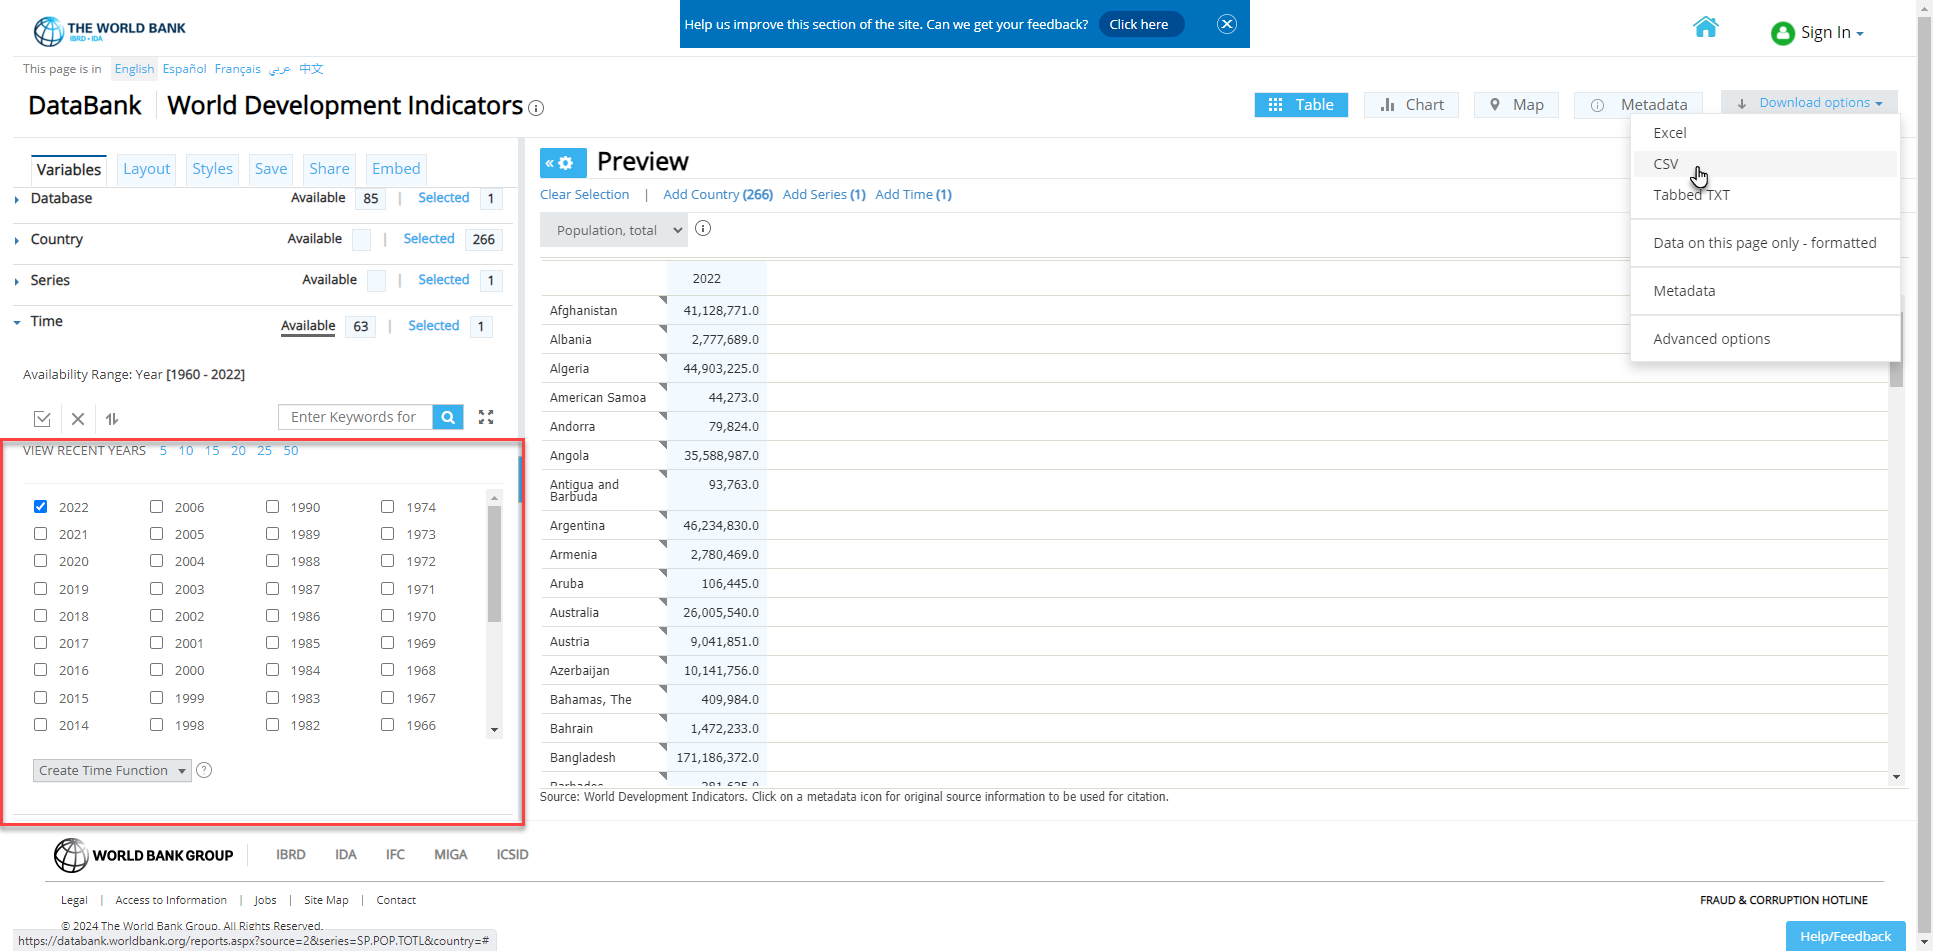 THE WORLD BANK
IBRD • IDA
Help us improve this section of the site. Can we get your feedback? Click here
Sign In
This page is in English Español Français عربي 中文
DataBank World Development Indicators
Table Chart Map Metadata Download options
Excel
CSV
Tabbed TXT
Data on this page only - formatted
Metadata
Advanced options
Variables Layout Styles Save Share Embed
Database Available 85 | Selected 1
Country Available | Selected 266
Series Available | Selected 1
Time Available 63 | Selected 1
Availability Range: Year [1960 - 2022]
Enter Keywords for
VIEW RECENT YEARS 5 10 15 20 25 50
2022 2006 1990 1974
2021 2005 1989 1973
2020 2004 1988 1972
2019 2003 1987 1971
2018 2002 1986 1970
2017 2001 1985 1969
2016 2000 1984 1968
2015 1999 1983 1967
2014 1998 1982 1966
Create Time Function ?
« Preview
Clear Selection | Add Country (266) Add Series (1) Add Time (1)
Population, total
2022
Afghanistan 41,128,771.0
Albania 2,777,689.0
Algeria 44,903,225.0
American Samoa 44,273.0
Andorra 79,824.0
Angola 35,588,987.0
Antigua and
Barbuda 93,763.0
Argentina 46,234,830.0
Armenia 2,780,469.0
Aruba 106,445.0
Australia 26,005,540.0
Austria 9,041,851.0
Azerbaijan 10,141,756.0
Bahamas, The 409,984.0
Bahrain 1,472,233.0
Bangladesh 171,186,372.0
Barbados 281,635.0
Source: World Development Indicators. Click on a metadata icon for original source information to be used for citation.
WORLD BANK GROUP IBRD IDA IFC MIGA ICSID
Legal | Access to Information | Jobs | Site Map | Contact
FRAUD & CORRUPTION HOTLINE
© 2024 The World Bank Group, All Rights Reserved.
https://databank.worldbank.org/reports.aspx?source=2&series=SP.POP.TOTL&country=#
Help/Feedback